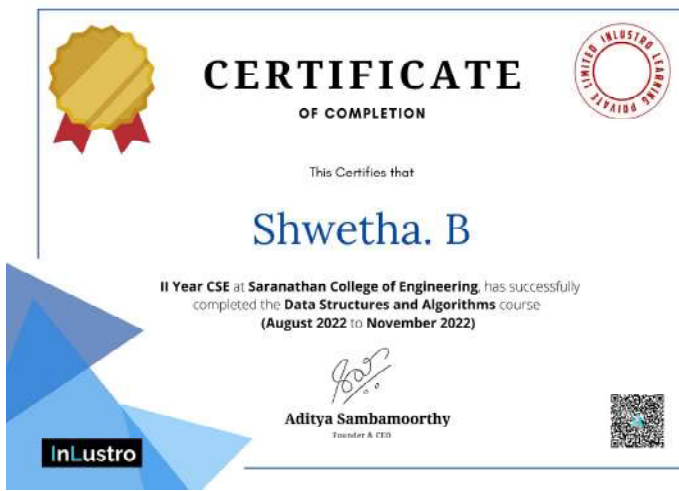 CERTIFICATE
INLUSTRO LEARNING PRIVATE LIMITED
OF COMPLETION
This Certifies that
Shwetha. B
II Year CSE at Saranathan College of Engineering, has successfully
completed the Data Structures and Algorithms course
(August 2022 to November 2022)
Aditya Sambamoorthy
Founder & CEO
InLustro